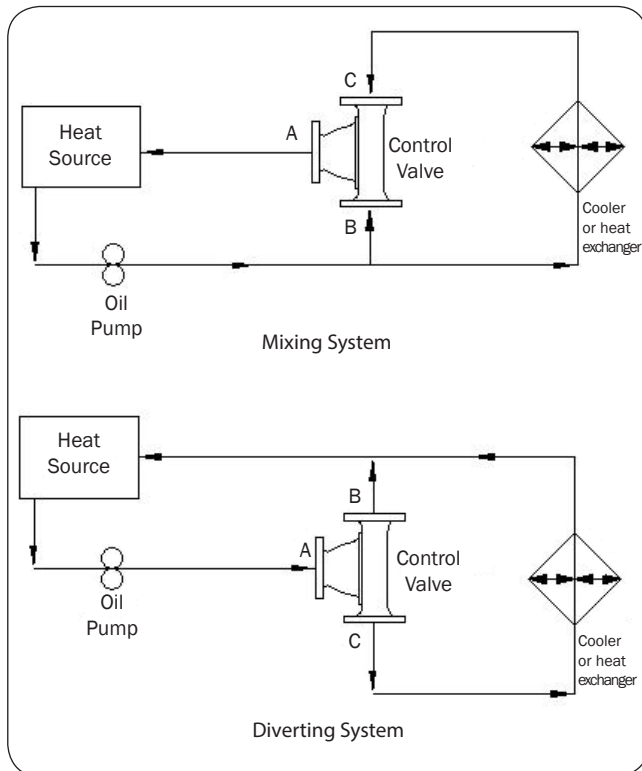 C
Heat
Source
A
Control
Valve
B
Cooler
or heat
exchanger
Oil
Pump
Mixing System
Heat
Source
B
A
Control
Valve
Oil
Pump
C
Cooler
or heat
exchanger
Diverting System